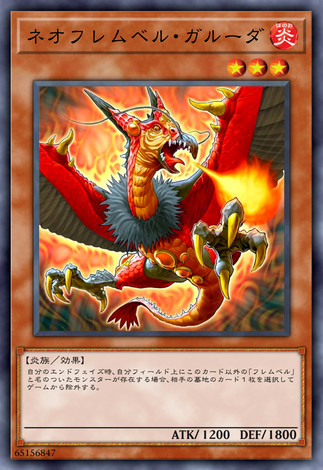 ネオフレムベル・ガルーダ
炎
【炎族／効果】
自分のエンドフェイズ時、自分フィールド上にこのカード以外の「フレムベル」
と名のついたモンスターが存在する場合、相手の墓地のカード１枚を選択して
ゲームから除外する。
ATK/ 1200 DEF/1800
65156847